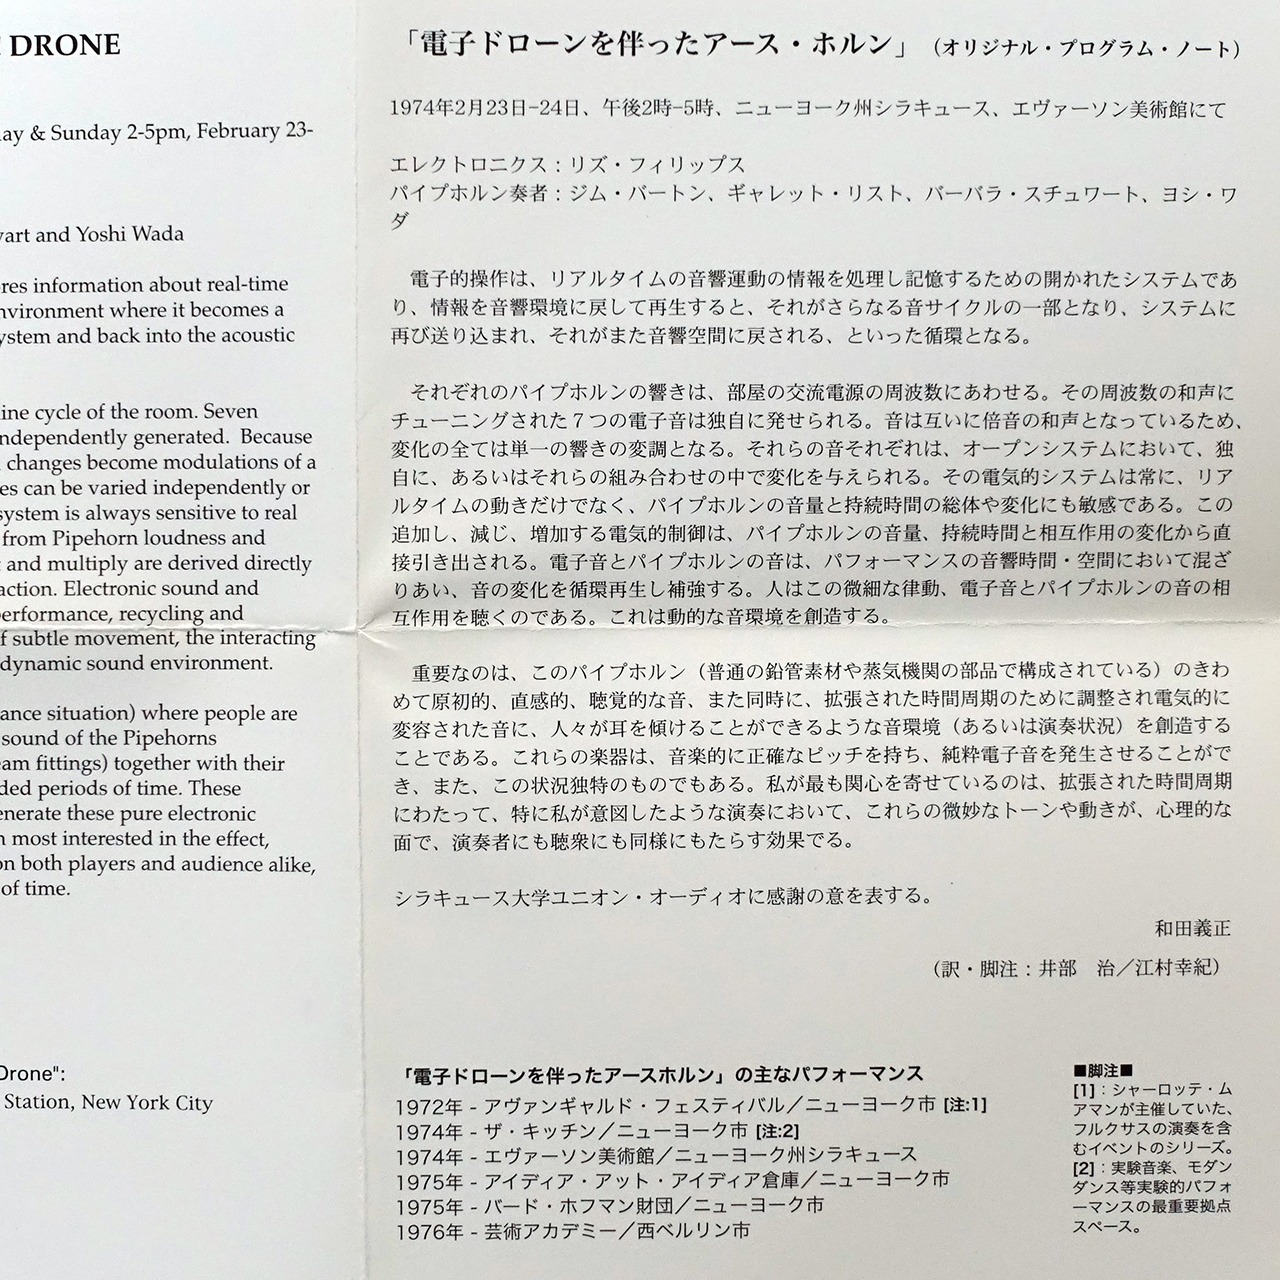 DRONE
ay & Sunday 2-5pm, February 23-
art and Yoshi Wada
res information about real-time
nvironment where it becomes a
ystem and back into the acoustic
ine cycle of the room. Seven
ndependently generated.  Because
changes become modulations of a
es can be varied independently or
system is always sensitive to real
from Pipehorn loudness and
and multiply are derived directly
action. Electronic sound and
performance, recycling and
f subtle movement, the interacting
dynamic sound environment.
ance situation) where people are
sound of the Pipehorns
eam fittings) together with their
ded periods of time. These
enerate these pure electronic
most interested in the effect,
on both players and audience alike,
of time.
Drone":
Station, New York City
「電子ドローンを伴ったアース・ホルン」（オリジナル・プログラム・ノート）
1974年2月23日−24日、午後2時−5時、ニューヨーク州シラキュース、エヴァーソン美術館にて
エレクトロニクス：リズ・フィリップス
パイプホルン奏者：ジム・バートン、ギャレット・リスト、バーバラ・スチュワート、ヨシ・ワ
ダ
電子的操作は、リアルタイムの音響運動の情報を処理し記憶するための開かれたシステムであ
り、情報を音響環境に戻して再生すると、それがさらなる音サイクルの一部となり、システムに
再び送り込まれ、それがまた音響空間に戻される、といった循環となる。
それぞれのパイプホルンの響きは、部屋の交流電源の周波数にあわせる。その周波数の和声に
チューニングされた７つの電子音は独自に発せられる。音は互いに倍音の和声となっているため、
変化の全ては単一の響きの変調となる。それらの音それぞれは、オープンシステムにおいて、独
自に、あるいはそれらの組み合わせの中で変化を与えられる。その電気的システムは常に、リア
ルタイムの動きだけでなく、パイプホルンの音量と持続時間の総体や変化にも敏感である。この
追加し、減じ、増加する電気的制御は、パイプホルンの音量、持続時間と相互作用の変化から直
接引き出される。電子音とパイプホルンの音は、パフォーマンスの音響時間・空間において混ざ
りあい、音の変化を循環再生し補強する。人はこの微細な律動、電子音とパイプホルンの音の相
互作用を聴くのである。これは動的な音環境を創造する。
重要なのは、このパイプホルン（普通の鉛管素材や蒸気機関の部品で構成されている）のきわ
めて原初的、直感的、聴覚的な音、また同時に、拡張された時間周期のために調整され電気的に
変容された音に、人々が耳を傾けることができるような音環境（あるいは演奏状況）を創造する
ことである。これらの楽器は、音楽的に正確なピッチを持ち、純粋電子音を発生させることがで
き、また、この状況独特のものでもある。私が最も関心を寄せているのは、拡張された時間周期
にわたって、特に私が意図したような演奏において、これらの微妙なトーンや動きが、心理的な
面で、演奏者にも聴衆にも同様にもたらす効果でる。
シラキュース大学ユニオン・オーディオに感謝の意を表する。
和田義正
（訳・脚注：井部　治／江村幸紀）
「電子ドローンを伴ったアースホルン」の主なパフォーマンス
1972年 - アヴァンギャルド・フェスティバル／ニューヨーク市 [注:1]
1974年 - ザ・キッチン／ニューヨーク市 [注:2]
1974年 - エヴァーソン美術館／ニューヨーク州シラキュース
1975年 - アイディア・アット・アイディア倉庫／ニューヨーク市
1975年 - バード・ホフマン財団／ニューヨーク市
1976年 - 芸術アカデミー／西ベルリン市
■脚注■
[1]：シャーロッテ・ム
アマンが主催していた、
フルクサスの演奏を含
むイベントのシリーズ。
[2]：実験音楽、モダン
ダンス等実験的パフォ
ーマンスの最重要拠点
スペース。